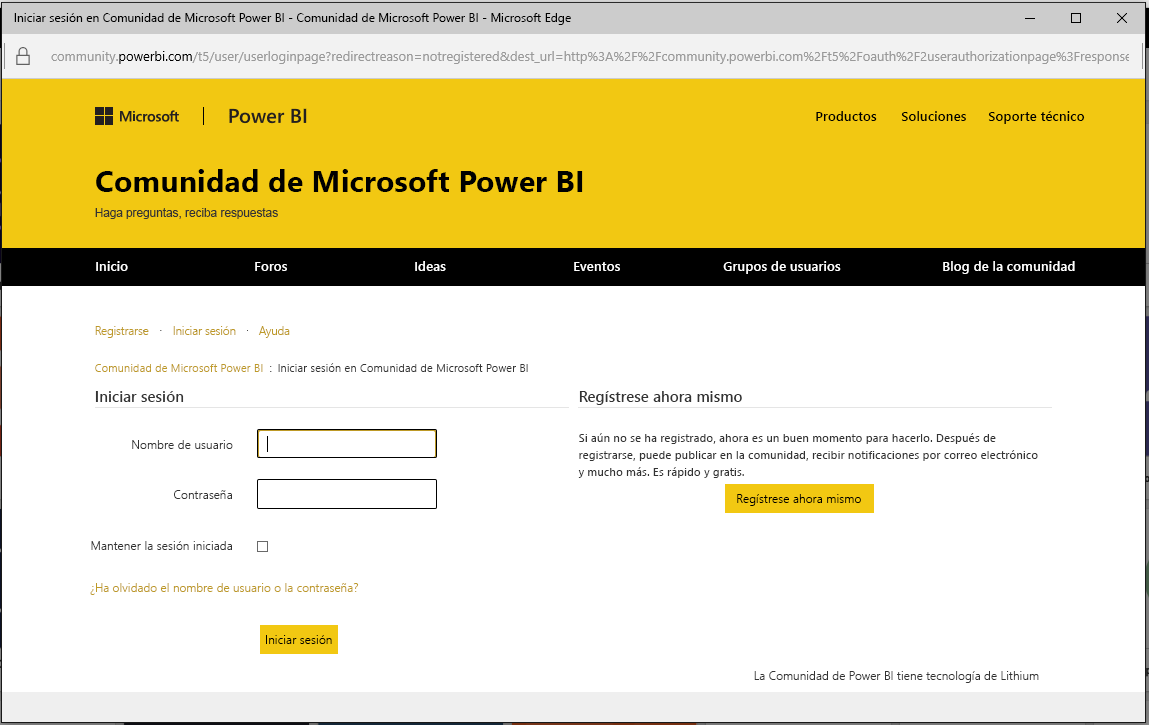 Iniciar sesión en Comunidad de Microsoft Power BI - Comunidad de Microsoft Power BI - Microsoft Edge
community.powerbi.com/t5/user/userloginpage?redirectreason=notregistered&dest_url=http%3A%2F%2Fcommunity.powerbi.com%2Ft5%2Foauth%2F2userauthorizationpage%3Fresponse
Microsoft | Power BI
Productos Soluciones Soporte técnico
Comunidad de Microsoft Power BI
Haga preguntas, reciba respuestas
Inicio Foros Ideas Eventos Grupos de usuarios Blog de la comunidad
Registrarse · Iniciar sesión · Ayuda
Comunidad de Microsoft Power BI : Iniciar sesión en Comunidad de Microsoft Power BI
Iniciar sesión
Nombre de usuario
Contraseña
Mantener la sesión iniciada
¿Ha olvidado el nombre de usuario o la contraseña?
Iniciar sesión
Regístrese ahora mismo
Si aún no se ha registrado, ahora es un buen momento para hacerlo. Después de
registrarse, puede publicar en la comunidad, recibir notificaciones por correo electrónico
y mucho más. Es rápido y gratis.
Regístrese ahora mismo
La Comunidad de Power BI tiene tecnología de Lithium